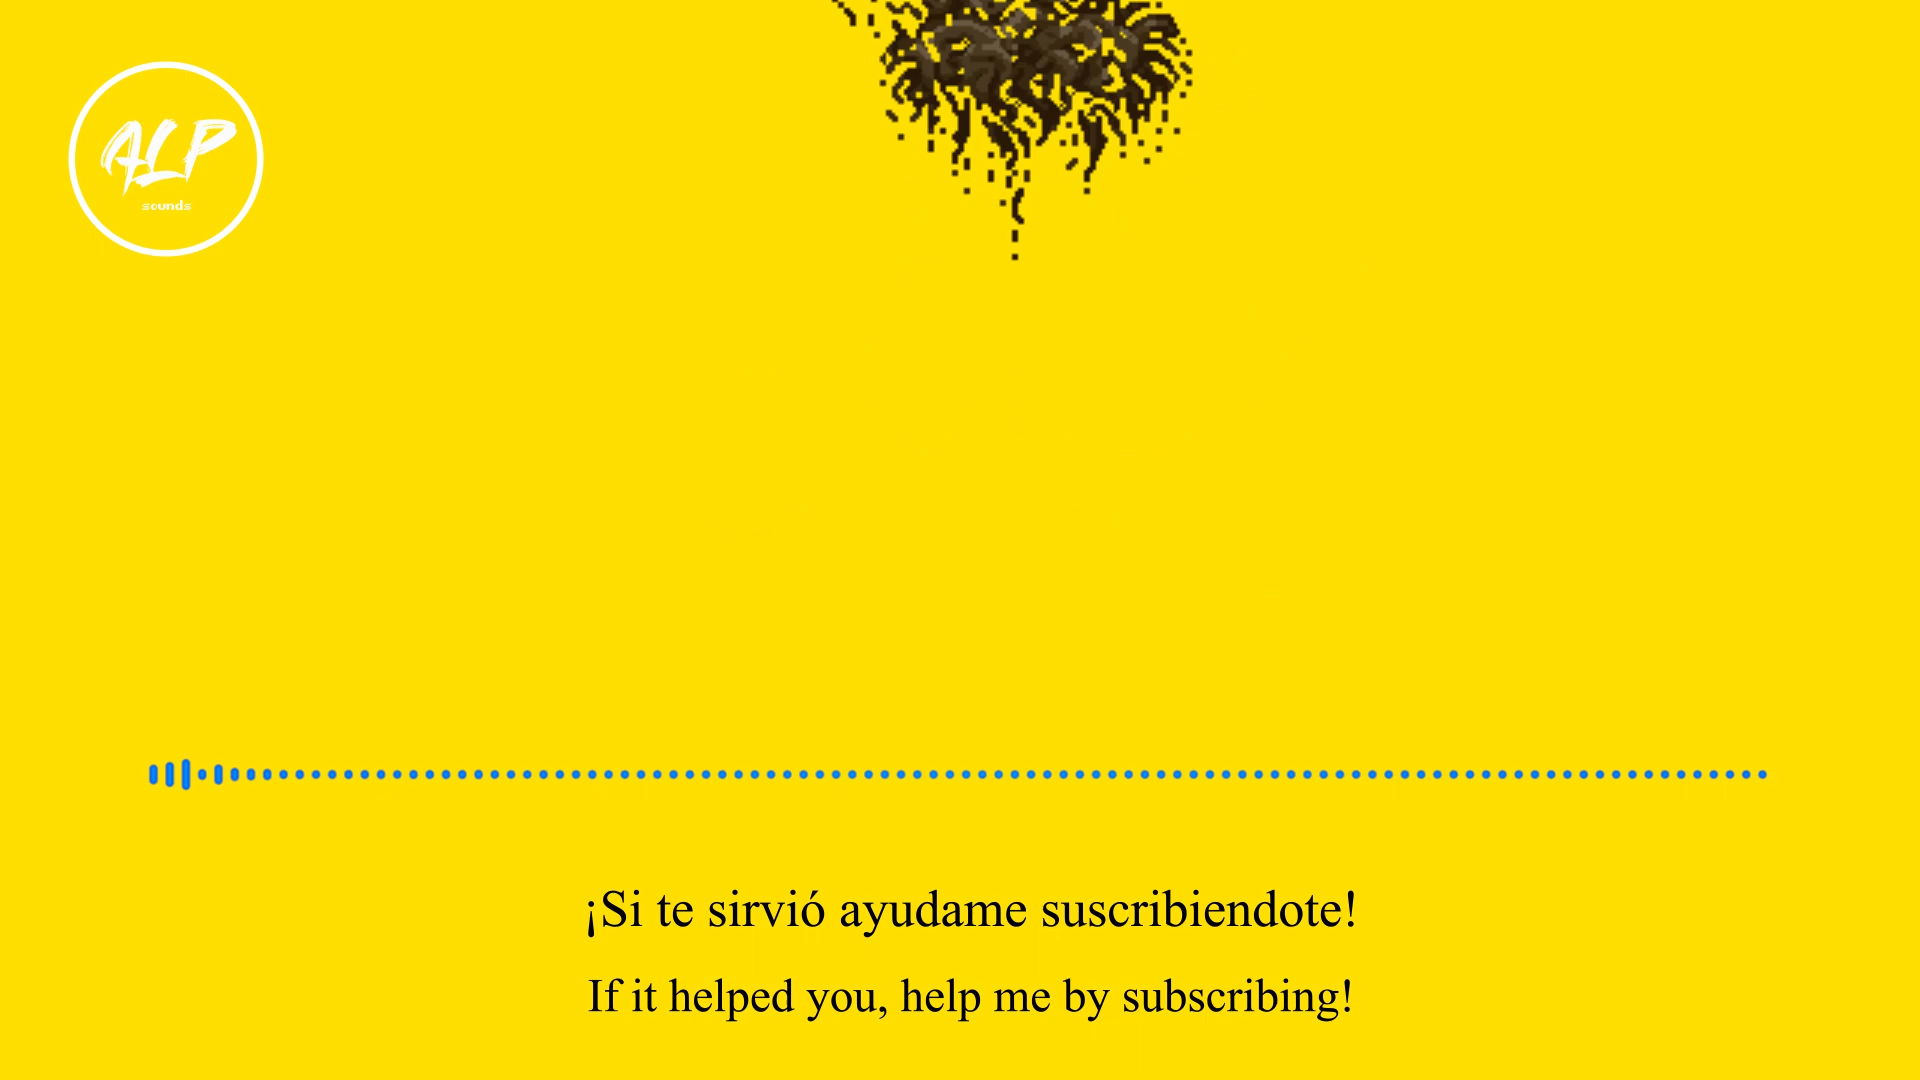 ALP
sounds
¡Si te sirvió ayudame suscribiendote!
If it helped you, help me by subscribing!